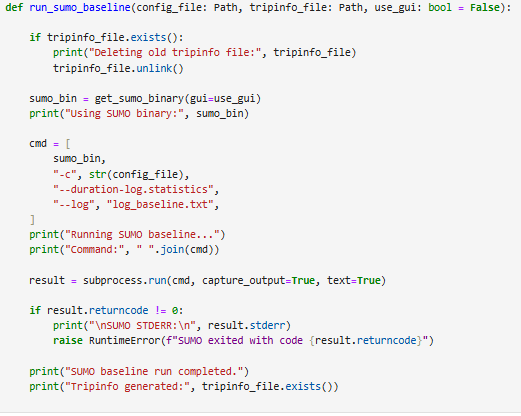 def run_sumo_baseline(config_file: Path, tripinfo_file: Path, use_gui: bool = False):
    if tripinfo_file.exists():
        print("Deleting old tripinfo file:", tripinfo_file)
        tripinfo_file.unlink()
    sumo_bin = get_sumo_binary(gui=use_gui)
    print("Using SUMO binary:", sumo_bin)
    cmd = [
        sumo_bin,
        "-c", str(config_file),
        "--duration-log.statistics",
        "--log", "log_baseline.txt",
    ]
    print("Running SUMO baseline...")
    print("Command:", " ".join(cmd))
    result = subprocess.run(cmd, capture_output=True, text=True)
    if result.returncode != 0:
        print("\nSUMO STDERR:\n", result.stderr)
        raise RuntimeError(f"SUMO exited with code {result.returncode}")
    print("SUMO baseline run completed.")
    print("Tripinfo generated:", tripinfo_file.exists())